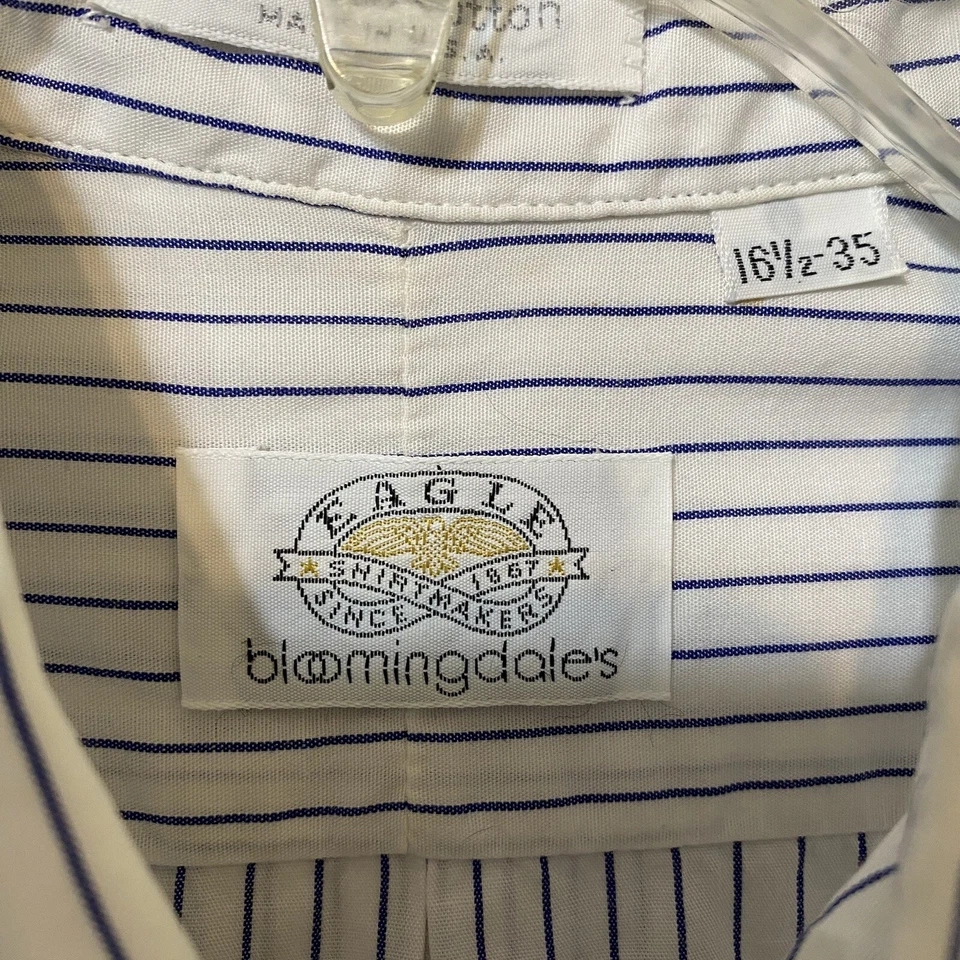 Cotton
U.S.A.
16½-35
EAGLE
SHIRTMAKERS
SINCE 1867
bloomingdale's